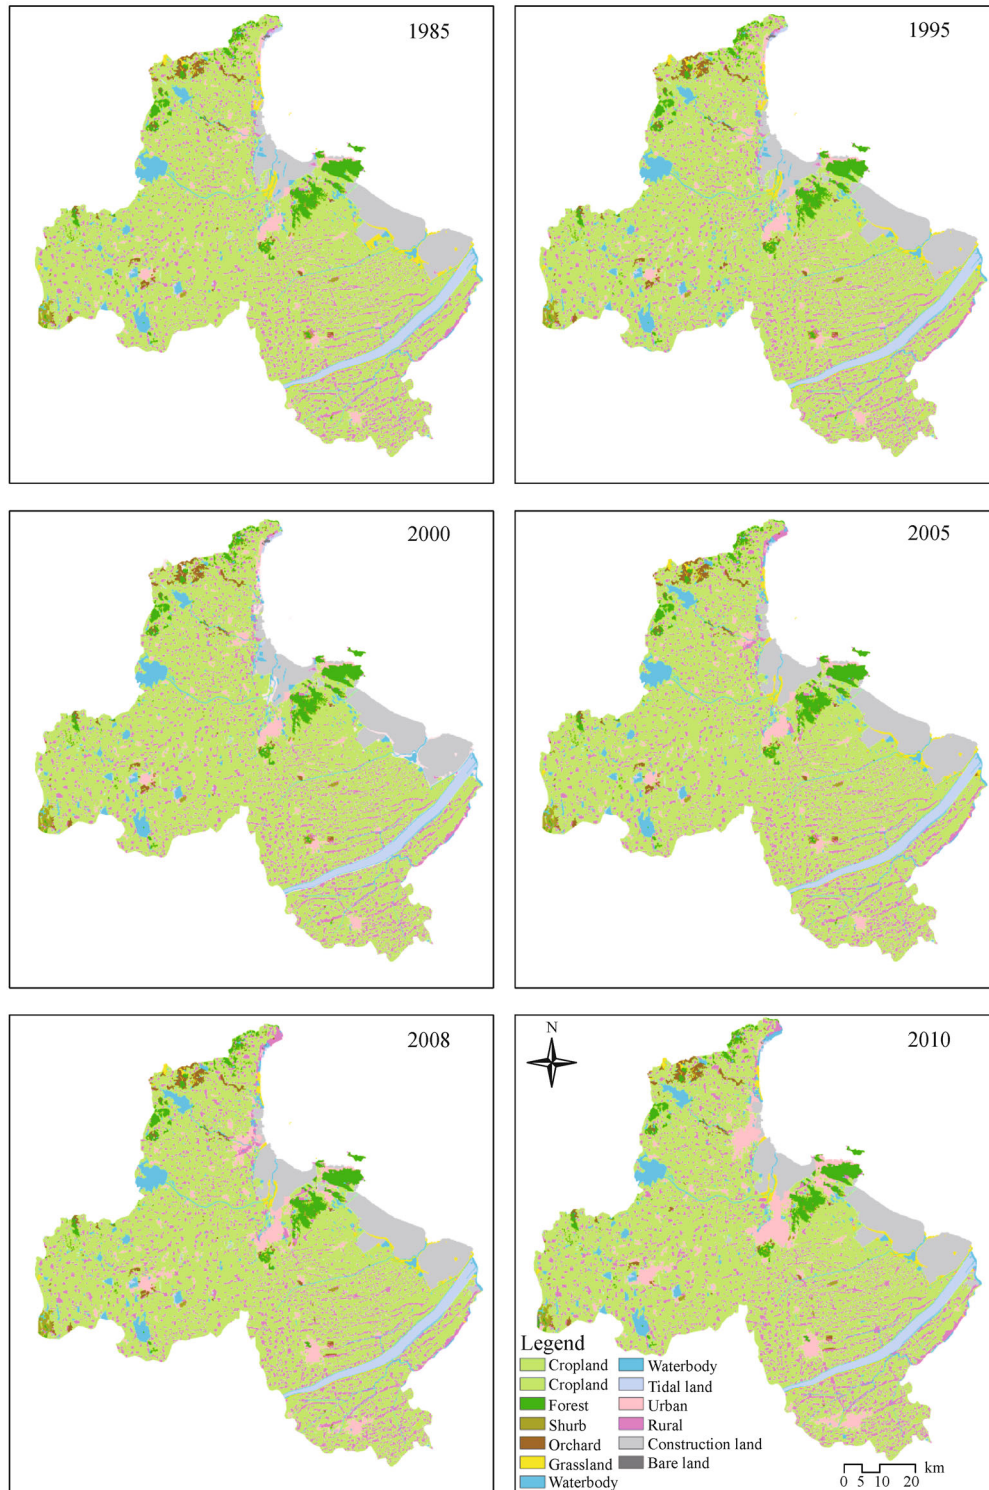 1985
1995
2000
2005
2008
2010
N
Legend
Cropland
Cropland
Forest
Shurb
Orchard
Grassland
Waterbody
Waterbody
Tidal land
Urban
Rural
Construction land
Bare land
km
0 5 10 20